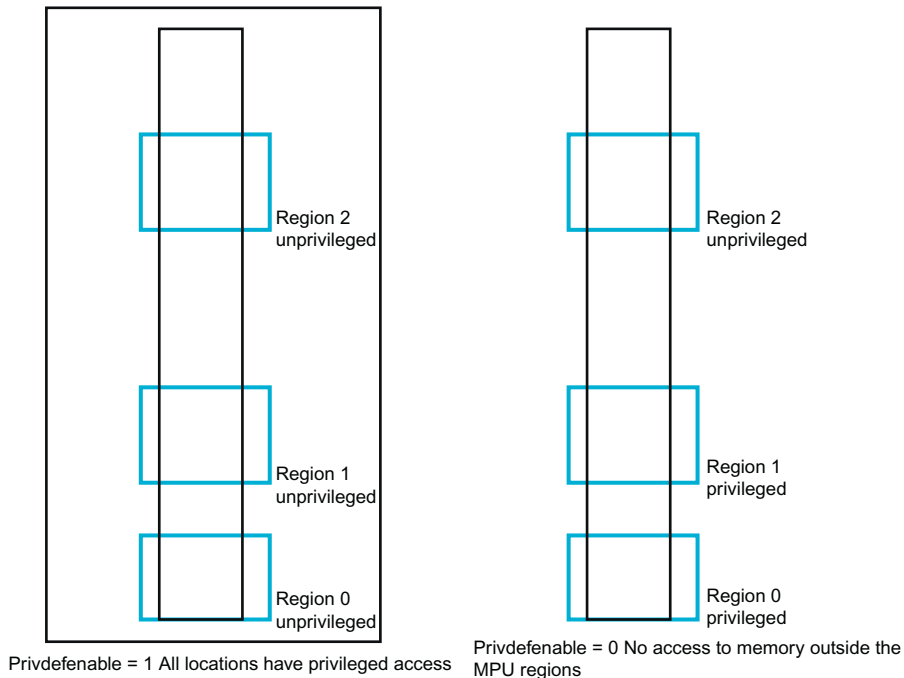 Region 2
unprivileged
Region 1
unprivileged
Region 0
unprivileged
Privdefenable = 1 All locations have privileged access
Region 2
unprivileged
Region 1
privileged
Region 0
privileged
Privdefenable = 0 No access to memory outside the
MPU regions